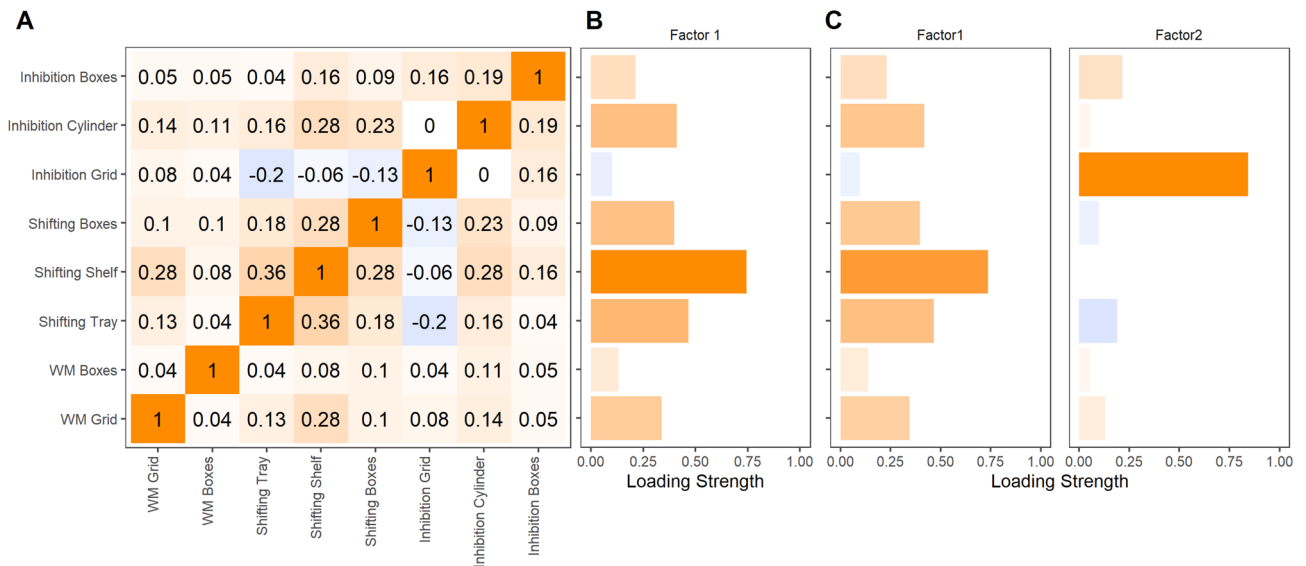 A
B
C
Factor 1
Factor1
Factor2
Inhibition Boxes 0.05 0.05 0.04 0.16 0.09 0.16 0.19 1
Inhibition Cylinder 0.14 0.11 0.16 0.28 0.23 0 1 0.19
Inhibition Grid 0.08 0.04 -0.2 -0.06 -0.13 1 0 0.16
Shifting Boxes 0.1 0.1 0.18 0.28 1 -0.13 0.23 0.09
Shifting Shelf 0.28 0.08 0.36 1 0.28 -0.06 0.28 0.16
Shifting Tray 0.13 0.04 1 0.36 0.18 -0.2 0.16 0.04
WM Boxes 0.04 1 0.04 0.08 0.1 0.04 0.11 0.05
WM Grid 1 0.04 0.13 0.28 0.1 0.08 0.14 0.05
WM Grid
WM Boxes
Shifting Tray
Shifting Shelf
Shifting Boxes
Inhibition Grid
Inhibition Cylinder
Inhibition Boxes
0.00 0.25 0.50 0.75 1.00
Loading Strength
0.00 0.25 0.50 0.75 1.00
0.00 0.25 0.50 0.75 1.00
Loading Strength